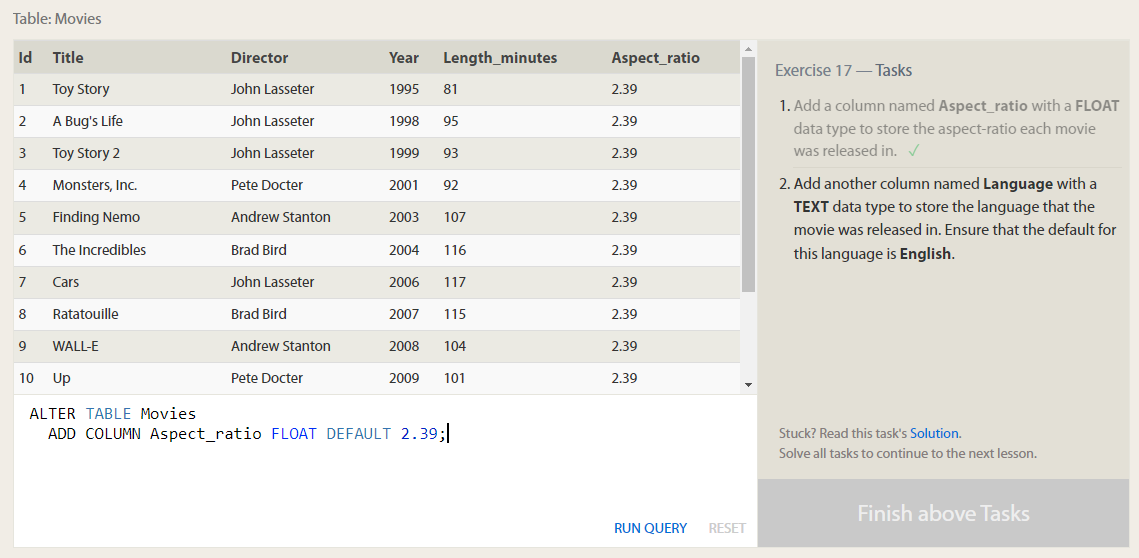 Table: Movies
Id Title Director Year Length_minutes Aspect_ratio
1 Toy Story John Lasseter 1995 81 2.39
2 A Bug's Life John Lasseter 1998 95 2.39
3 Toy Story 2 John Lasseter 1999 93 2.39
4 Monsters, Inc. Pete Docter 2001 92 2.39
5 Finding Nemo Andrew Stanton 2003 107 2.39
6 The Incredibles Brad Bird 2004 116 2.39
7 Cars John Lasseter 2006 117 2.39
8 Ratatouille Brad Bird 2007 115 2.39
9 WALL-E Andrew Stanton 2008 104 2.39
10 Up Pete Docter 2009 101 2.39
ALTER TABLE Movies
ADD COLUMN Aspect_ratio FLOAT DEFAULT 2.39;
RUN QUERY RESET
Exercise 17 — Tasks
1. Add a column named Aspect_ratio with a FLOAT
data type to store the aspect-ratio each movie
was released in. ✓
2. Add another column named Language with a
TEXT data type to store the language that the
movie was released in. Ensure that the default for
this language is English.
Stuck? Read this task's Solution.
Solve all tasks to continue to the next lesson.
Finish above Tasks